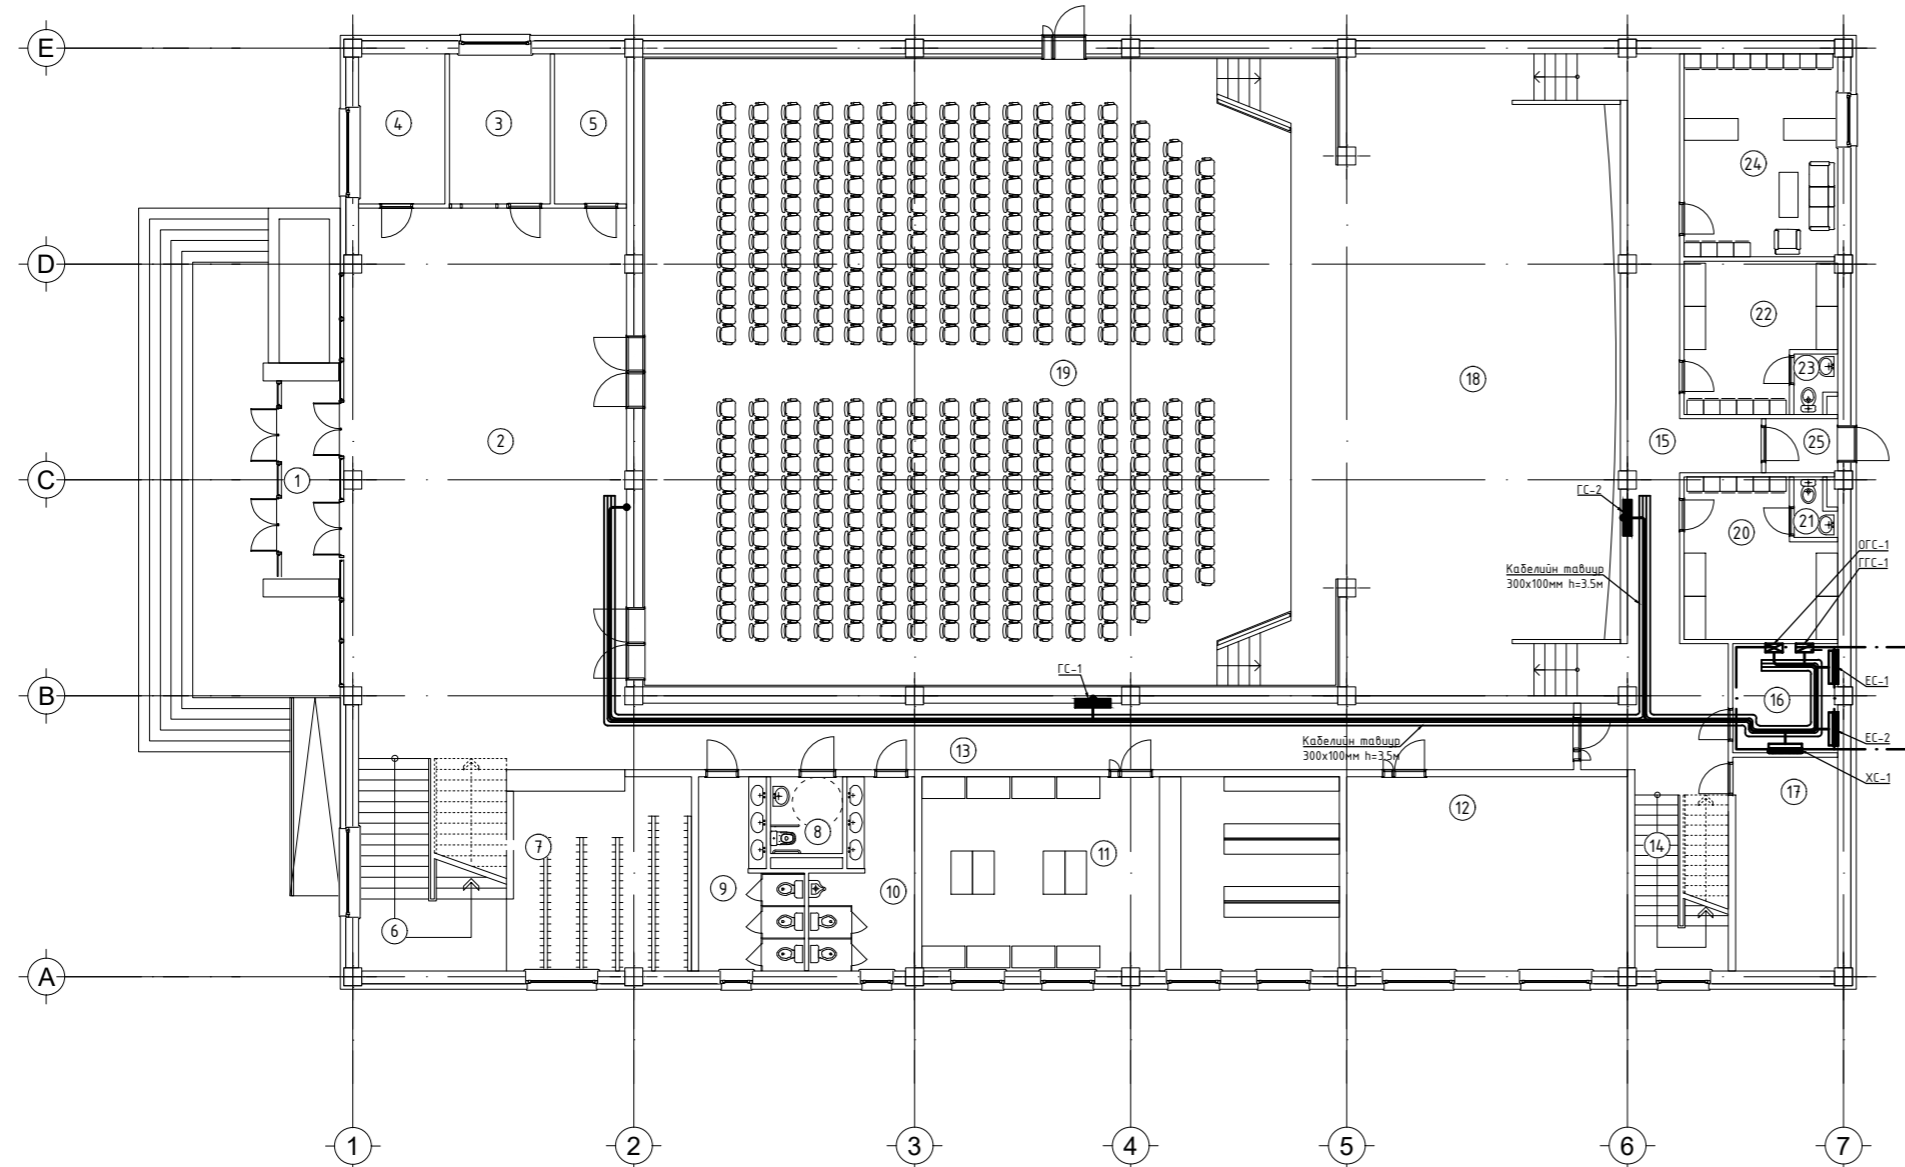 E
4
3
5
24
D
22
23
19
18
2
15
25
C
1
ГС-2
21
20
ОГС-1
ГГС-1
Кабелийн тавиур
300x100мм h=3.5м
ГС-1
ЕС-1
B
16
ЕС-2
13
Кабелийн тавиур
300x100мм h=3.5м
ХС-1
17
12
8
7
11
14
9
10
6
A
1
2
3
4
5
6
7